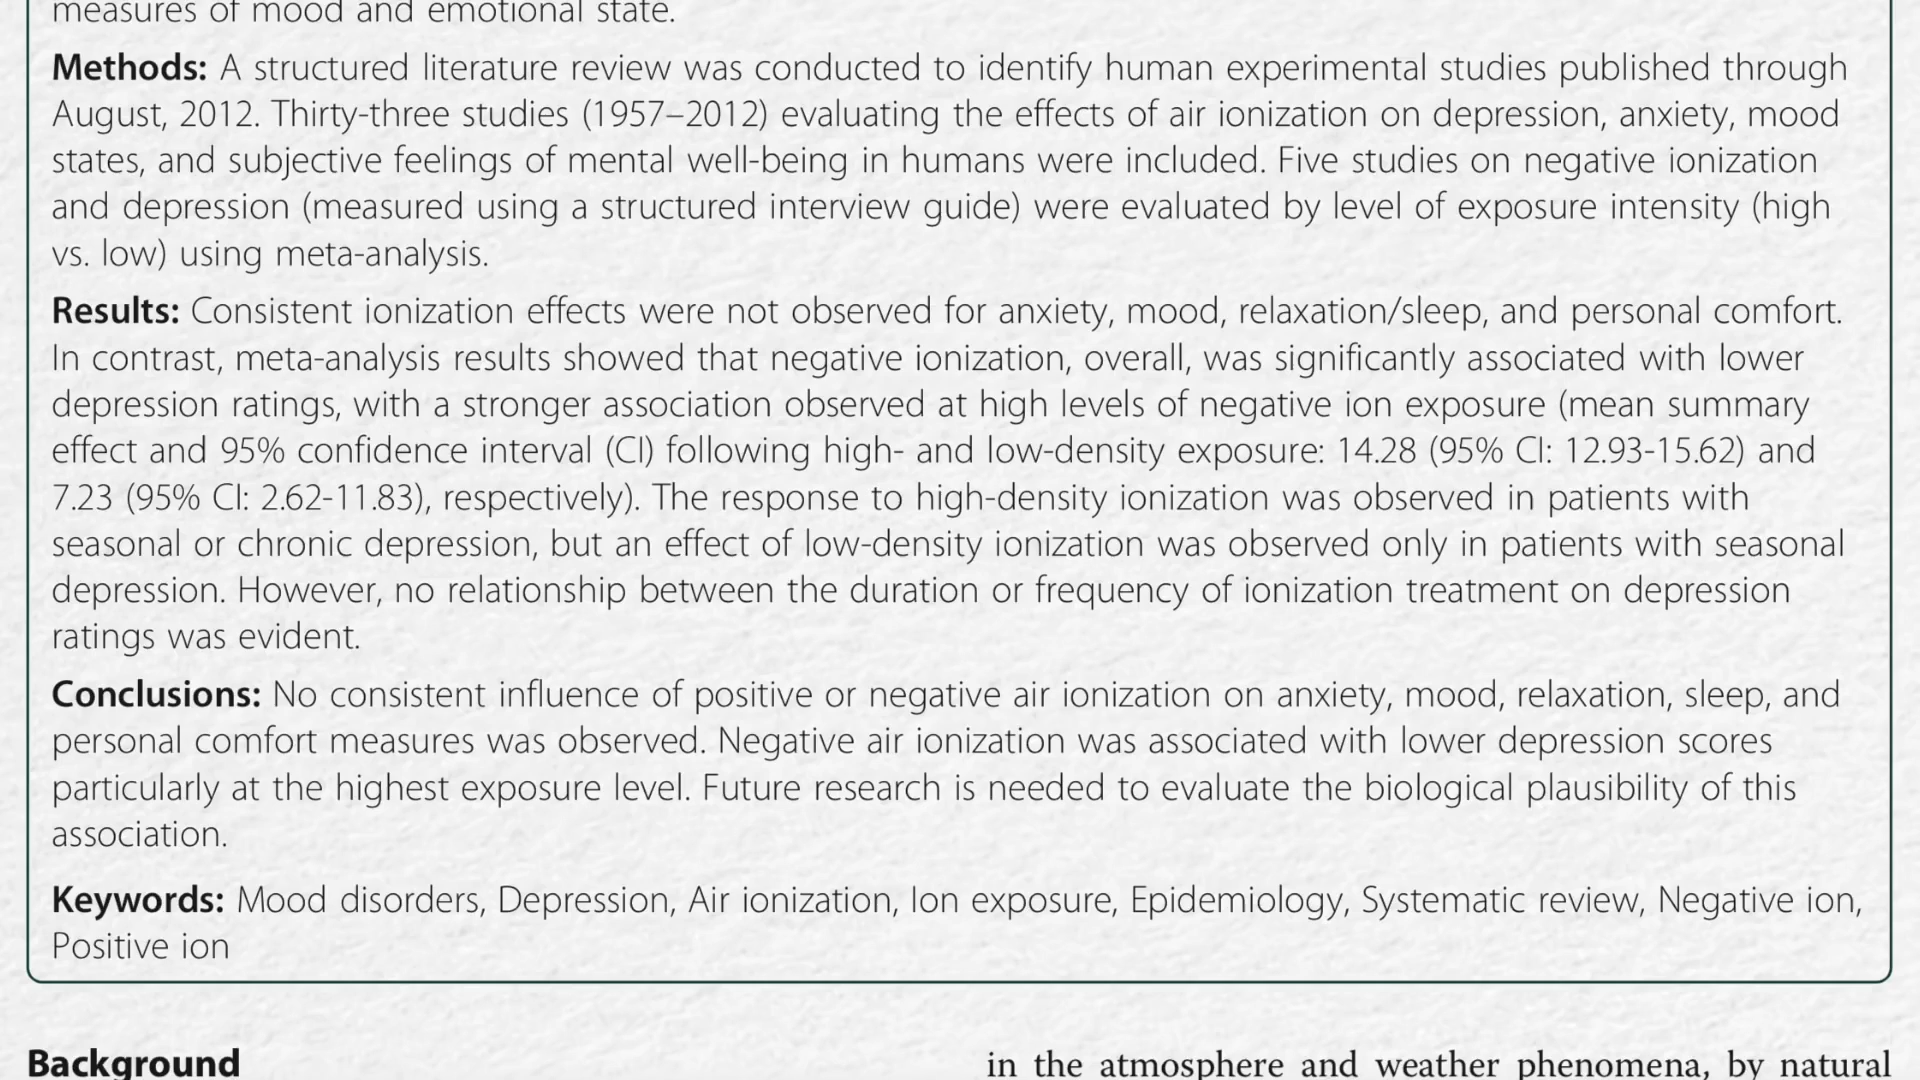 measures of mood and emotional state.
Methods: A structured literature review was conducted to identify human experimental studies published through
August, 2012. Thirty-three studies (1957–2012) evaluating the effects of air ionization on depression, anxiety, mood
states, and subjective feelings of mental well-being in humans were included. Five studies on negative ionization
and depression (measured using a structured interview guide) were evaluated by level of exposure intensity (high
vs. low) using meta-analysis.
Results: Consistent ionization effects were not observed for anxiety, mood, relaxation/sleep, and personal comfort.
In contrast, meta-analysis results showed that negative ionization, overall, was significantly associated with lower
depression ratings, with a stronger association observed at high levels of negative ion exposure (mean summary
effect and 95% confidence interval (CI) following high- and low-density exposure: 14.28 (95% CI: 12.93-15.62) and
7.23 (95% CI: 2.62-11.83), respectively). The response to high-density ionization was observed in patients with
seasonal or chronic depression, but an effect of low-density ionization was observed only in patients with seasonal
depression. However, no relationship between the duration or frequency of ionization treatment on depression
ratings was evident.
Conclusions: No consistent influence of positive or negative air ionization on anxiety, mood, relaxation, sleep, and
personal comfort measures was observed. Negative air ionization was associated with lower depression scores
particularly at the highest exposure level. Future research is needed to evaluate the biological plausibility of this
association.
Keywords: Mood disorders, Depression, Air ionization, Ion exposure, Epidemiology, Systematic review, Negative ion,
Positive ion
Background
in the atmosphere and weather phenomena, by natural